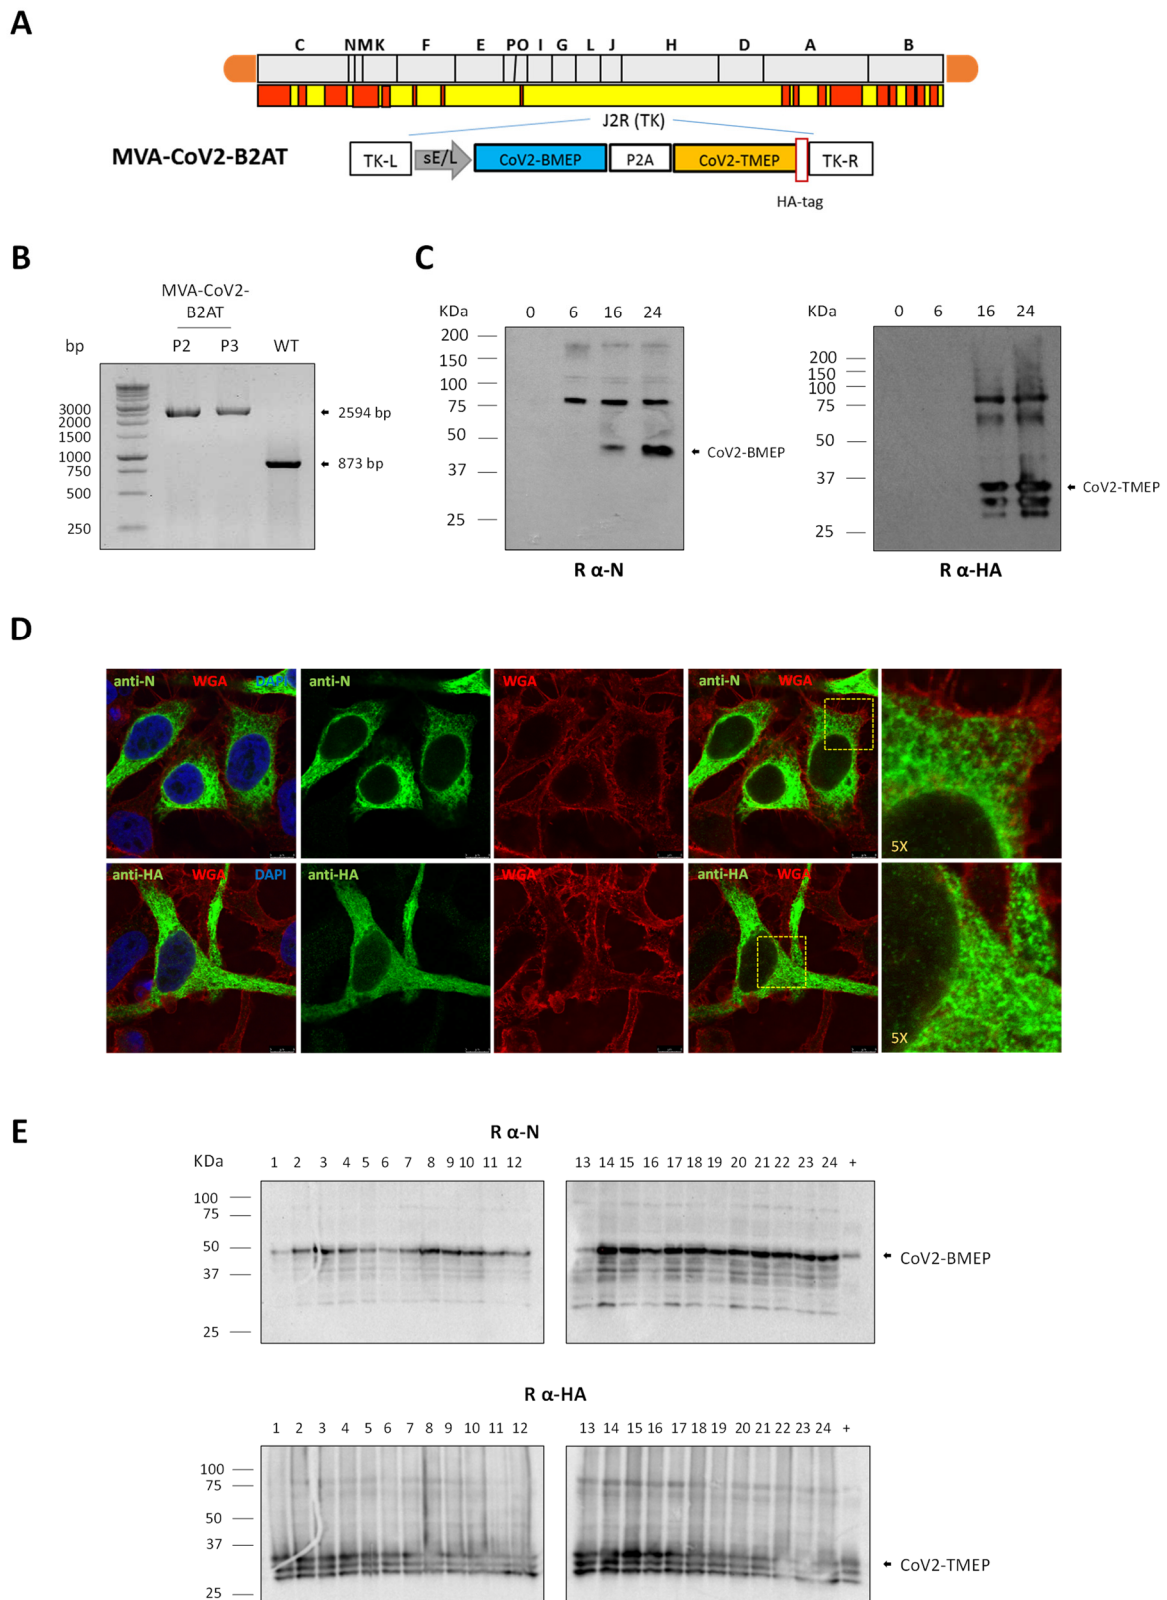 A
C N M K F E P O I G L J H D A B
J2R (TK)
MVA-CoV2-B2AT
TK-L sE/L CoV2-BMEP P2A CoV2-TMEP TK-R
HA-tag
B
MVA-CoV2-
B2AT
bp P2 P3 WT
3000
2000
1500
1000
750
500
250
2594 bp
873 bp
C
KDa 0 6 16 24
200
150
100
75
50
37
25
CoV2-BMEP
R α-N
KDa 0 6 16 24
200
150
100
75
50
37
25
CoV2-TMEP
R α-HA
D
anti-N WGA DAPI
anti-N
WGA
anti-N WGA
5X
anti-HA WGA DAPI
anti-HA
WGA
anti-HA WGA
5X
E
R α-N
KDa 1 2 3 4 5 6 7 8 9 10 11 12
13 14 15 16 17 18 19 20 21 22 23 24 +
100
75
50
37
25
CoV2-BMEP
R α-HA
1 2 3 4 5 6 7 8 9 10 11 12
13 14 15 16 17 18 19 20 21 22 23 24 +
100
75
50
37
25
CoV2-TMEP